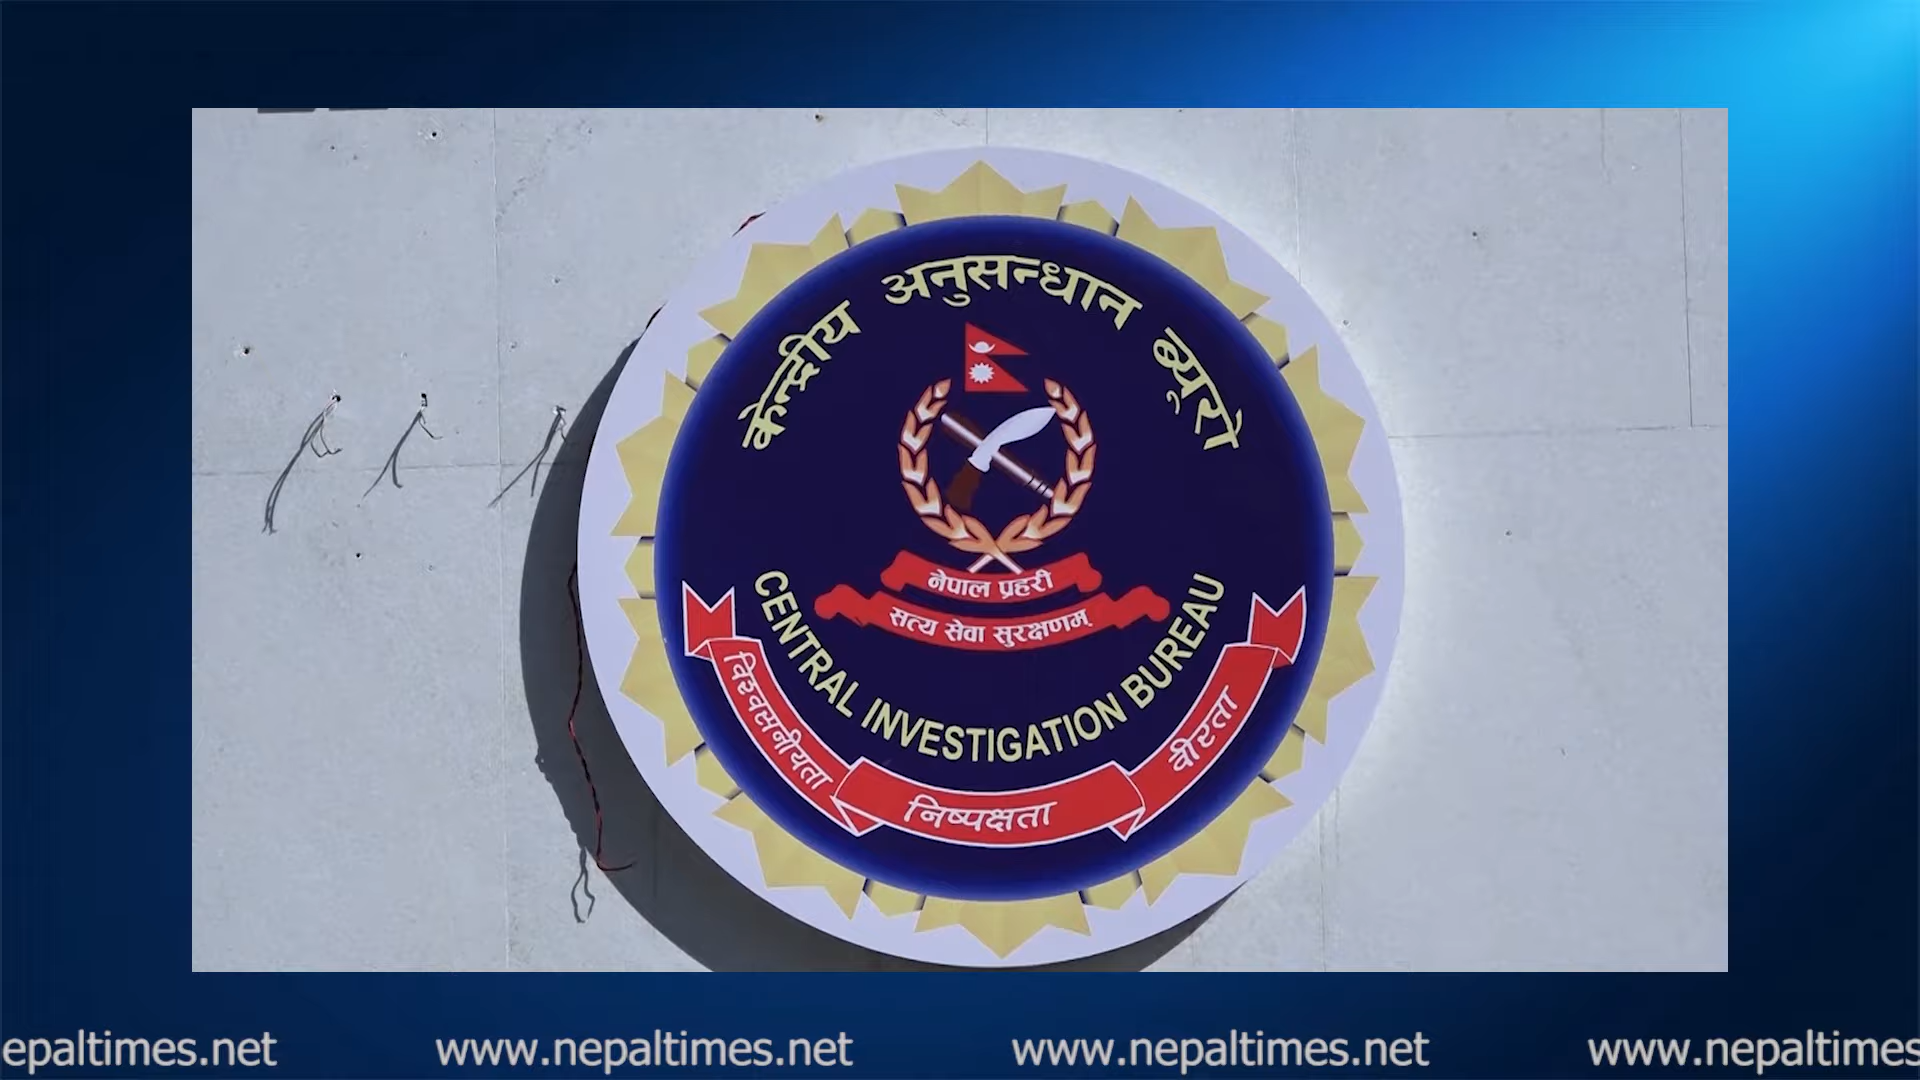 केन्द्रीय अनुसन्धान ब्यूरो
नेपाल प्रहरी
सत्य सेवा सुरक्षणम्
CENTRAL INVESTIGATION BUREAU
विश्वसनीयता निष्पक्षता वीरता
epaltimes.net www.nepaltimes.net www.nepaltimes.net www.nepaltimes